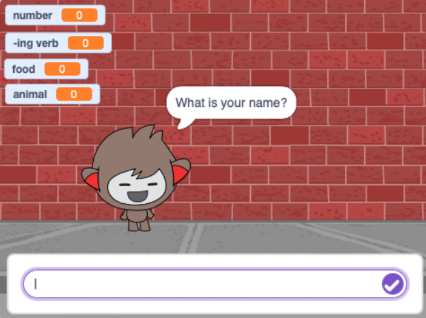 number 0
-ing verb 0
food 0
animal 0
What is your name?